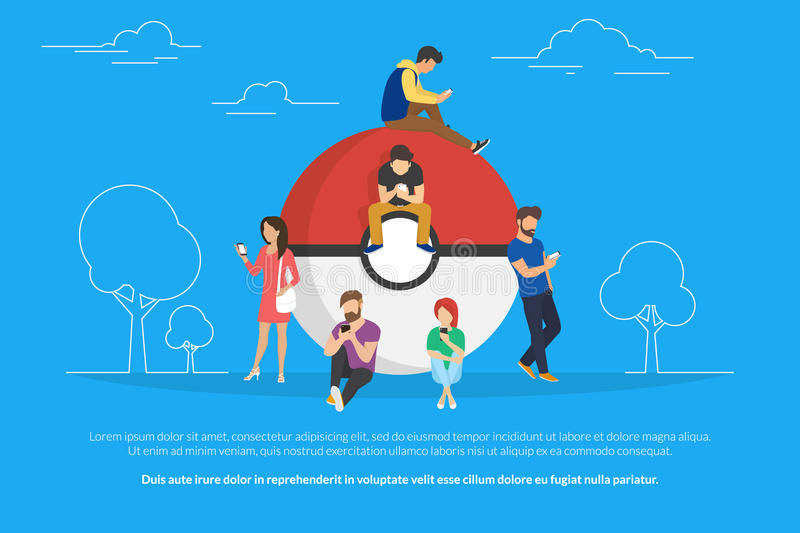 Lorem ipsum dolor sit amet, consectetur adipisicing elit, sed do eiusmod tempor ut labore et dolore magna aliqua.
Ut enim ad minim veniam, quis nostrud exercitation ullamco laboris nisi ut aliquip ex ea commodo consequat.
Duis aute irure dolor in reprehenderit in voluptate velit esse cillum dolore eu fugiat nulla pariatur.
dreamstime